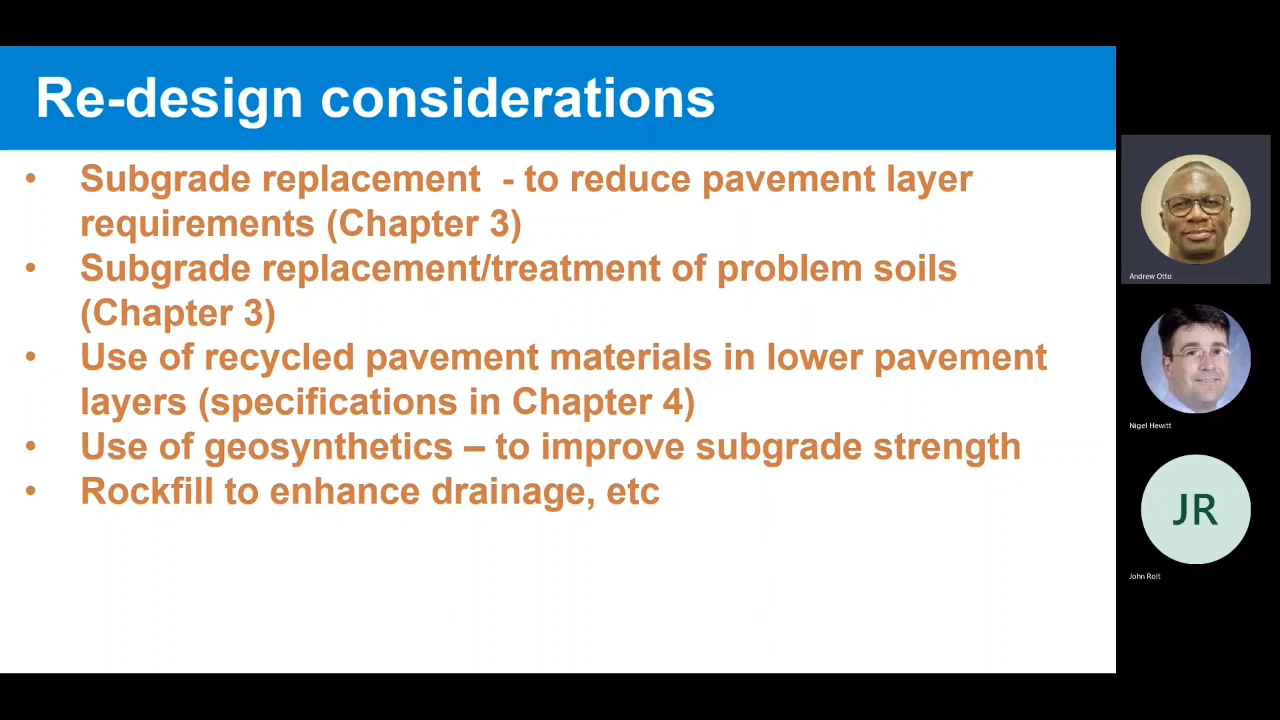 Re-design considerations
• Subgrade replacement  - to reduce pavement layer
requirements (Chapter 3)
• Subgrade replacement/treatment of problem soils
(Chapter 3)
• Use of recycled pavement materials in lower pavement
layers (specifications in Chapter 4)
• Use of geosynthetics – to improve subgrade strength
• Rockfill to enhance drainage, etc
Andrew Otto
Nigel Hewitt
JR
John Rolt